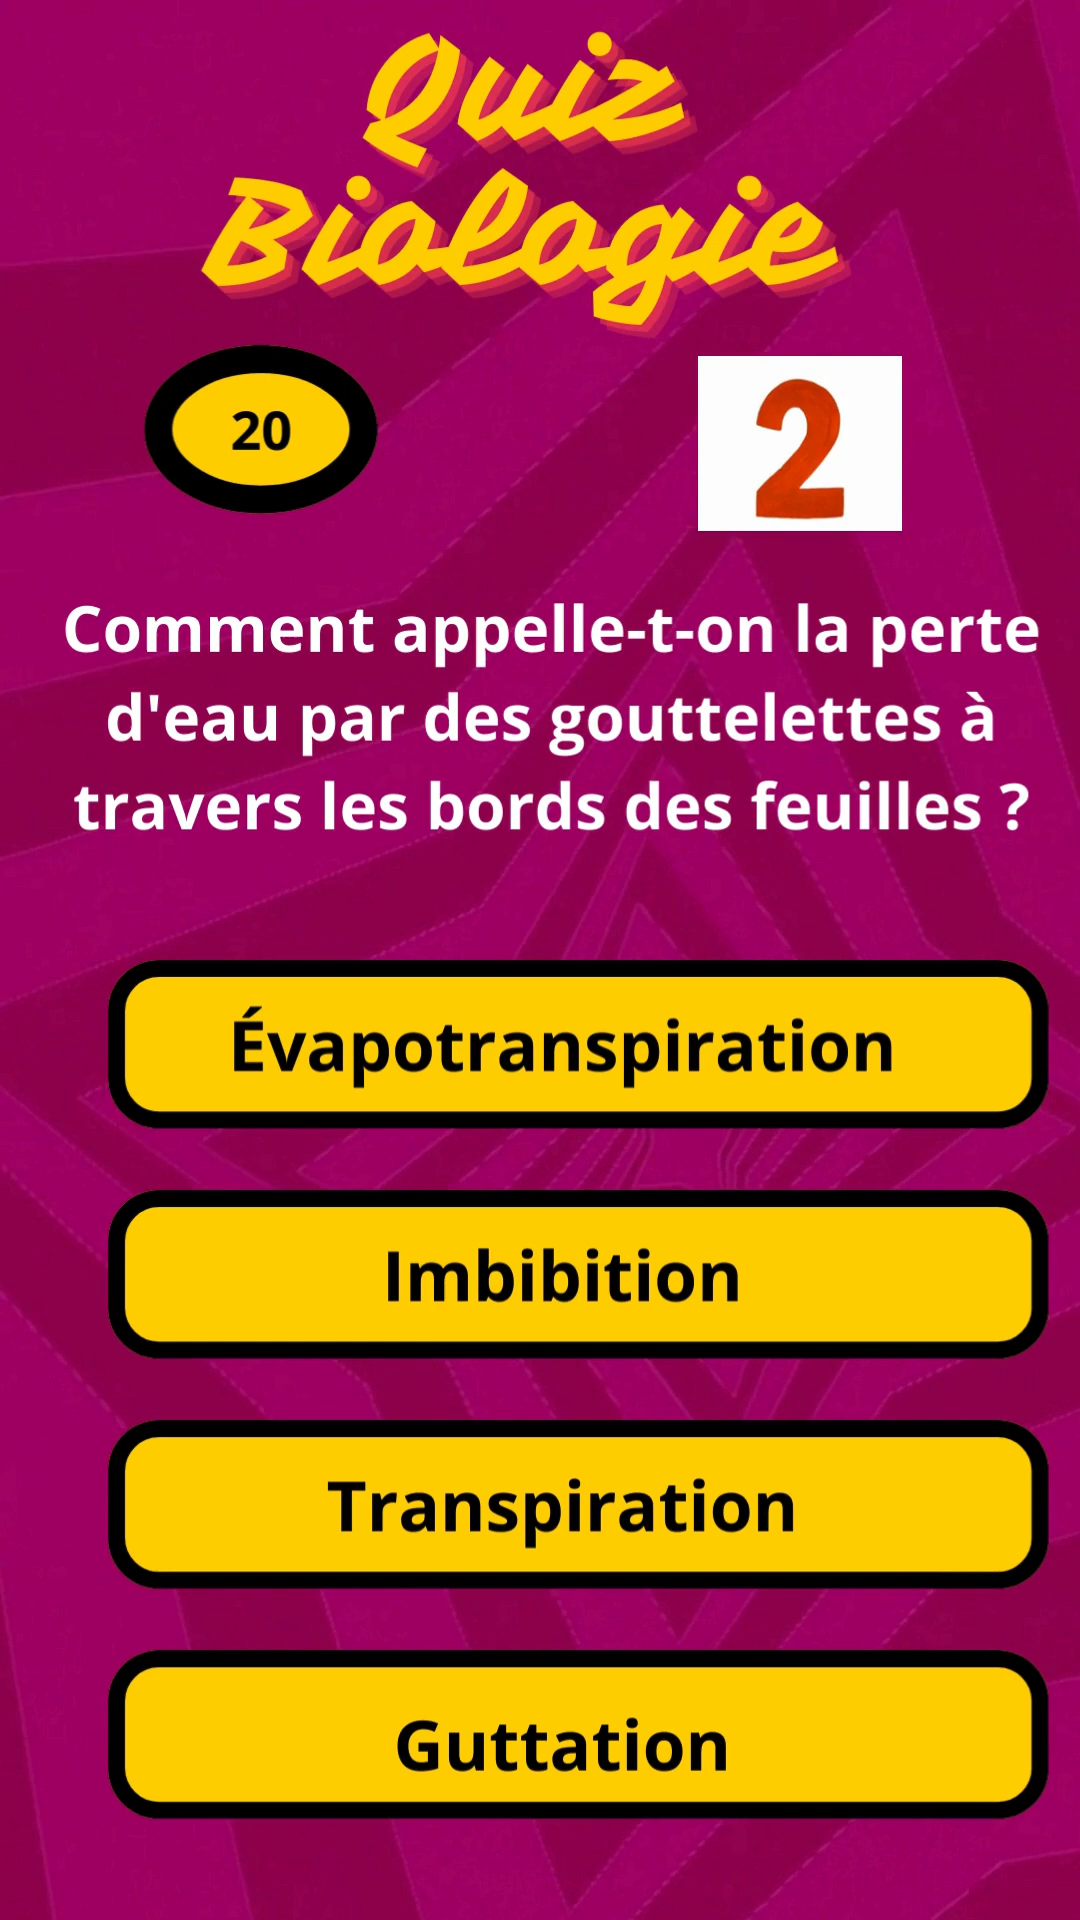 Quiz
Biologie
20
2
Comment appelle-t-on la perte
d'eau par des gouttelettes à
travers les bords des feuilles ?
Évapotranspiration
Imbibition
Transpiration
Guttation